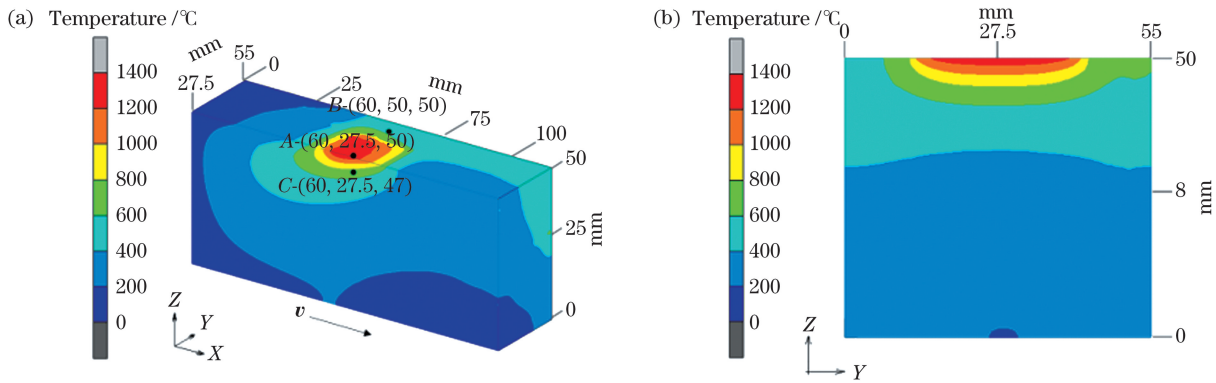 (a) Temperature /℃
1400
1200
1000
800
600
400
200
0
mm
55
0
27.5
25
mm
B-(60, 50, 50)
75
A-(60, 27.5, 50)
100
50
C-(60, 27.5, 47)
25
mm
0
v
Z
Y
X
(b) Temperature /℃
1400
1200
1000
800
600
400
200
0
mm
0
27.5
55
50
8
mm
0
Z
Y